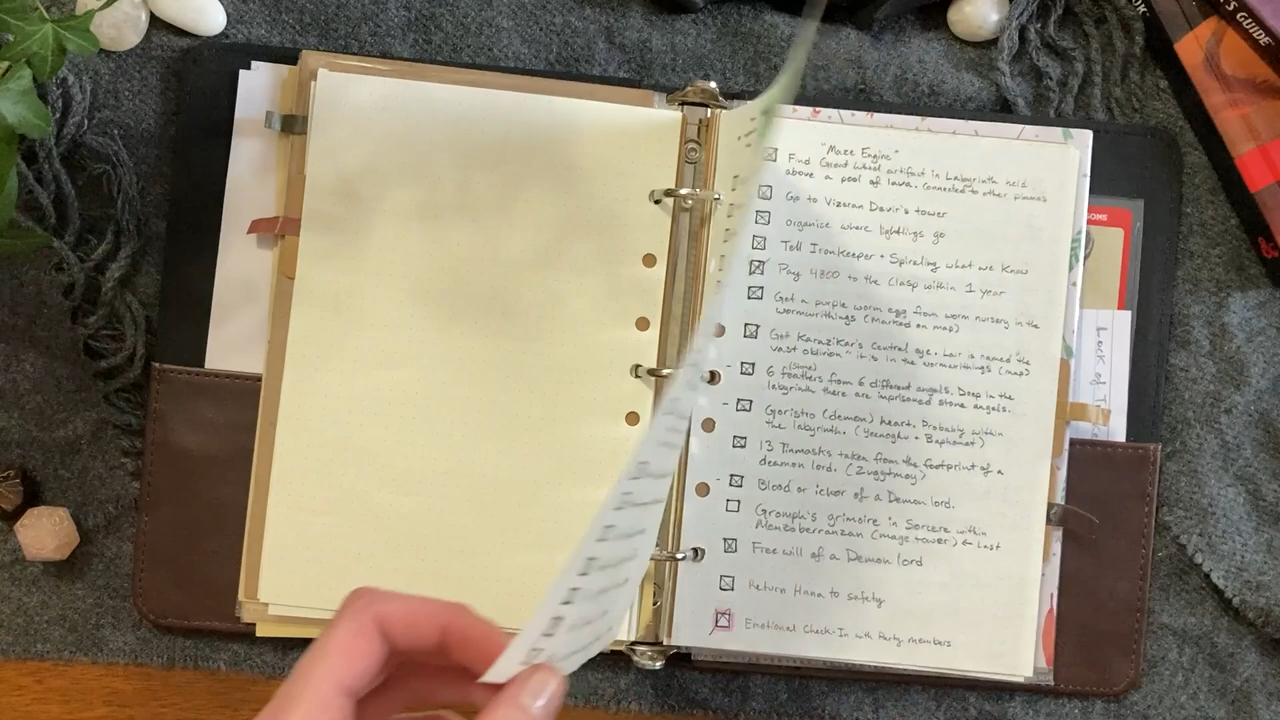 "Maze Engine"
Find Great Wheel artifact in Labyrinth held
above a pool of lava. Connected to other planes
Go to Vizeran Devir's tower
organice where lightlings go
Tell Ironkeeper + Spiraling what we know
Pay 4800 to the Clasp within 1 year
Get a purple worm egg from worm nursery in the
wormwrithings (marked on map)
Get Karazikar's central eye. Lair is named "the
vast oblivion" it is in the wormwrithings (map)
(Stone)
6 feathers from 6 different angels. Deep in the
labyrinth there are imprisoned stone angels.
Goristro (demon) heart. Probably within
the labyrinth. (Yeenoghu + Baphomet)
13 Tinmasks taken from the footprint of a
deamon lord. (Zuggtmoy)
Blood or ichor of a Demon lord.
Gromph's grimoire in Sorcere within
Menzoberranzan (mage tower) ← Last
Free will of a Demon lord
Return Hana to safety
Emotional Check-In with Party members
Lock of
'S GUIDE
OK